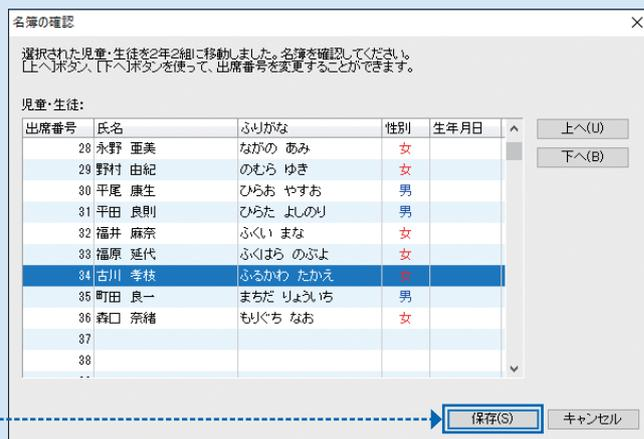 名簿の確認
選択された児童・生徒を2年2組に移動しました。名簿を確認してください。
[上へ]ボタン、[下へ]ボタンを使って、出席番号を変更することができます。
児童・生徒:
出席番号 氏名 ふりがな 性別 生年月日
28 永野 亜美 ながの あみ 女
29 野村 由紀 のむら ゆき 女
30 平尾 康生 ひらお やすお 男
31 平田 良則 ひらた よしのり 男
32 福井 麻奈 ふくい まな 女
33 福原 延代 ふくはら のぶよ 女
34 古川 孝枝 ふるかわ たかえ 女
35 町田 良一 まちだ りょういち 男
36 森口 奈緒 もりぐち なお 女
37
38
上へ(U)
下へ(B)
保存(S) キャンセル